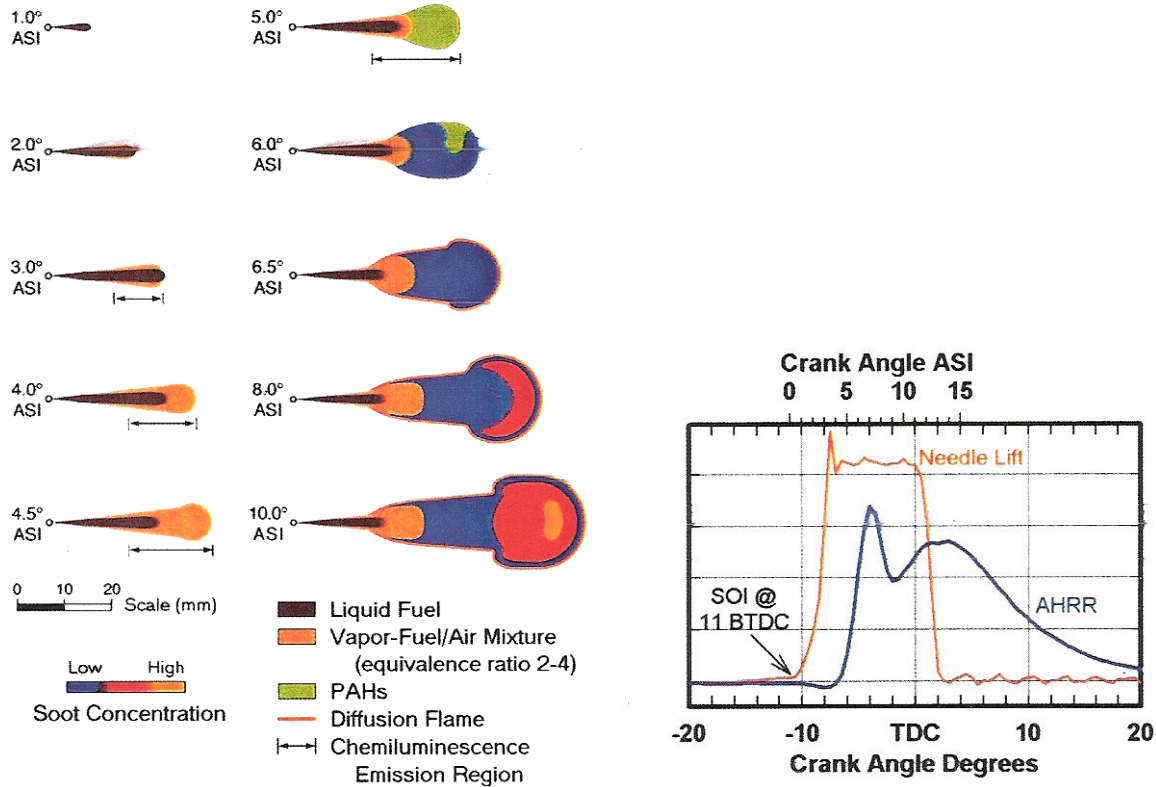 1.0°
ASI
2.0°
ASI
3.0°
ASI
4.0°
ASI
4.5°
ASI
0 10 20
Scale (mm)
Low High
Soot Concentration
5.0°
ASI
6.0°
ASI
6.5°
ASI
8.0°
ASI
10.0°
ASI
Liquid Fuel
Vapor-Fuel/Air Mixture
(equivalence ratio 2-4)
PAHs
Diffusion Flame
Chemiluminescence
Emission Region
Crank Angle ASI
0 5 10 15
Needle Lift
SOI @
11 BTDC
AHRR
-20 -10 TDC 10 20
Crank Angle Degrees